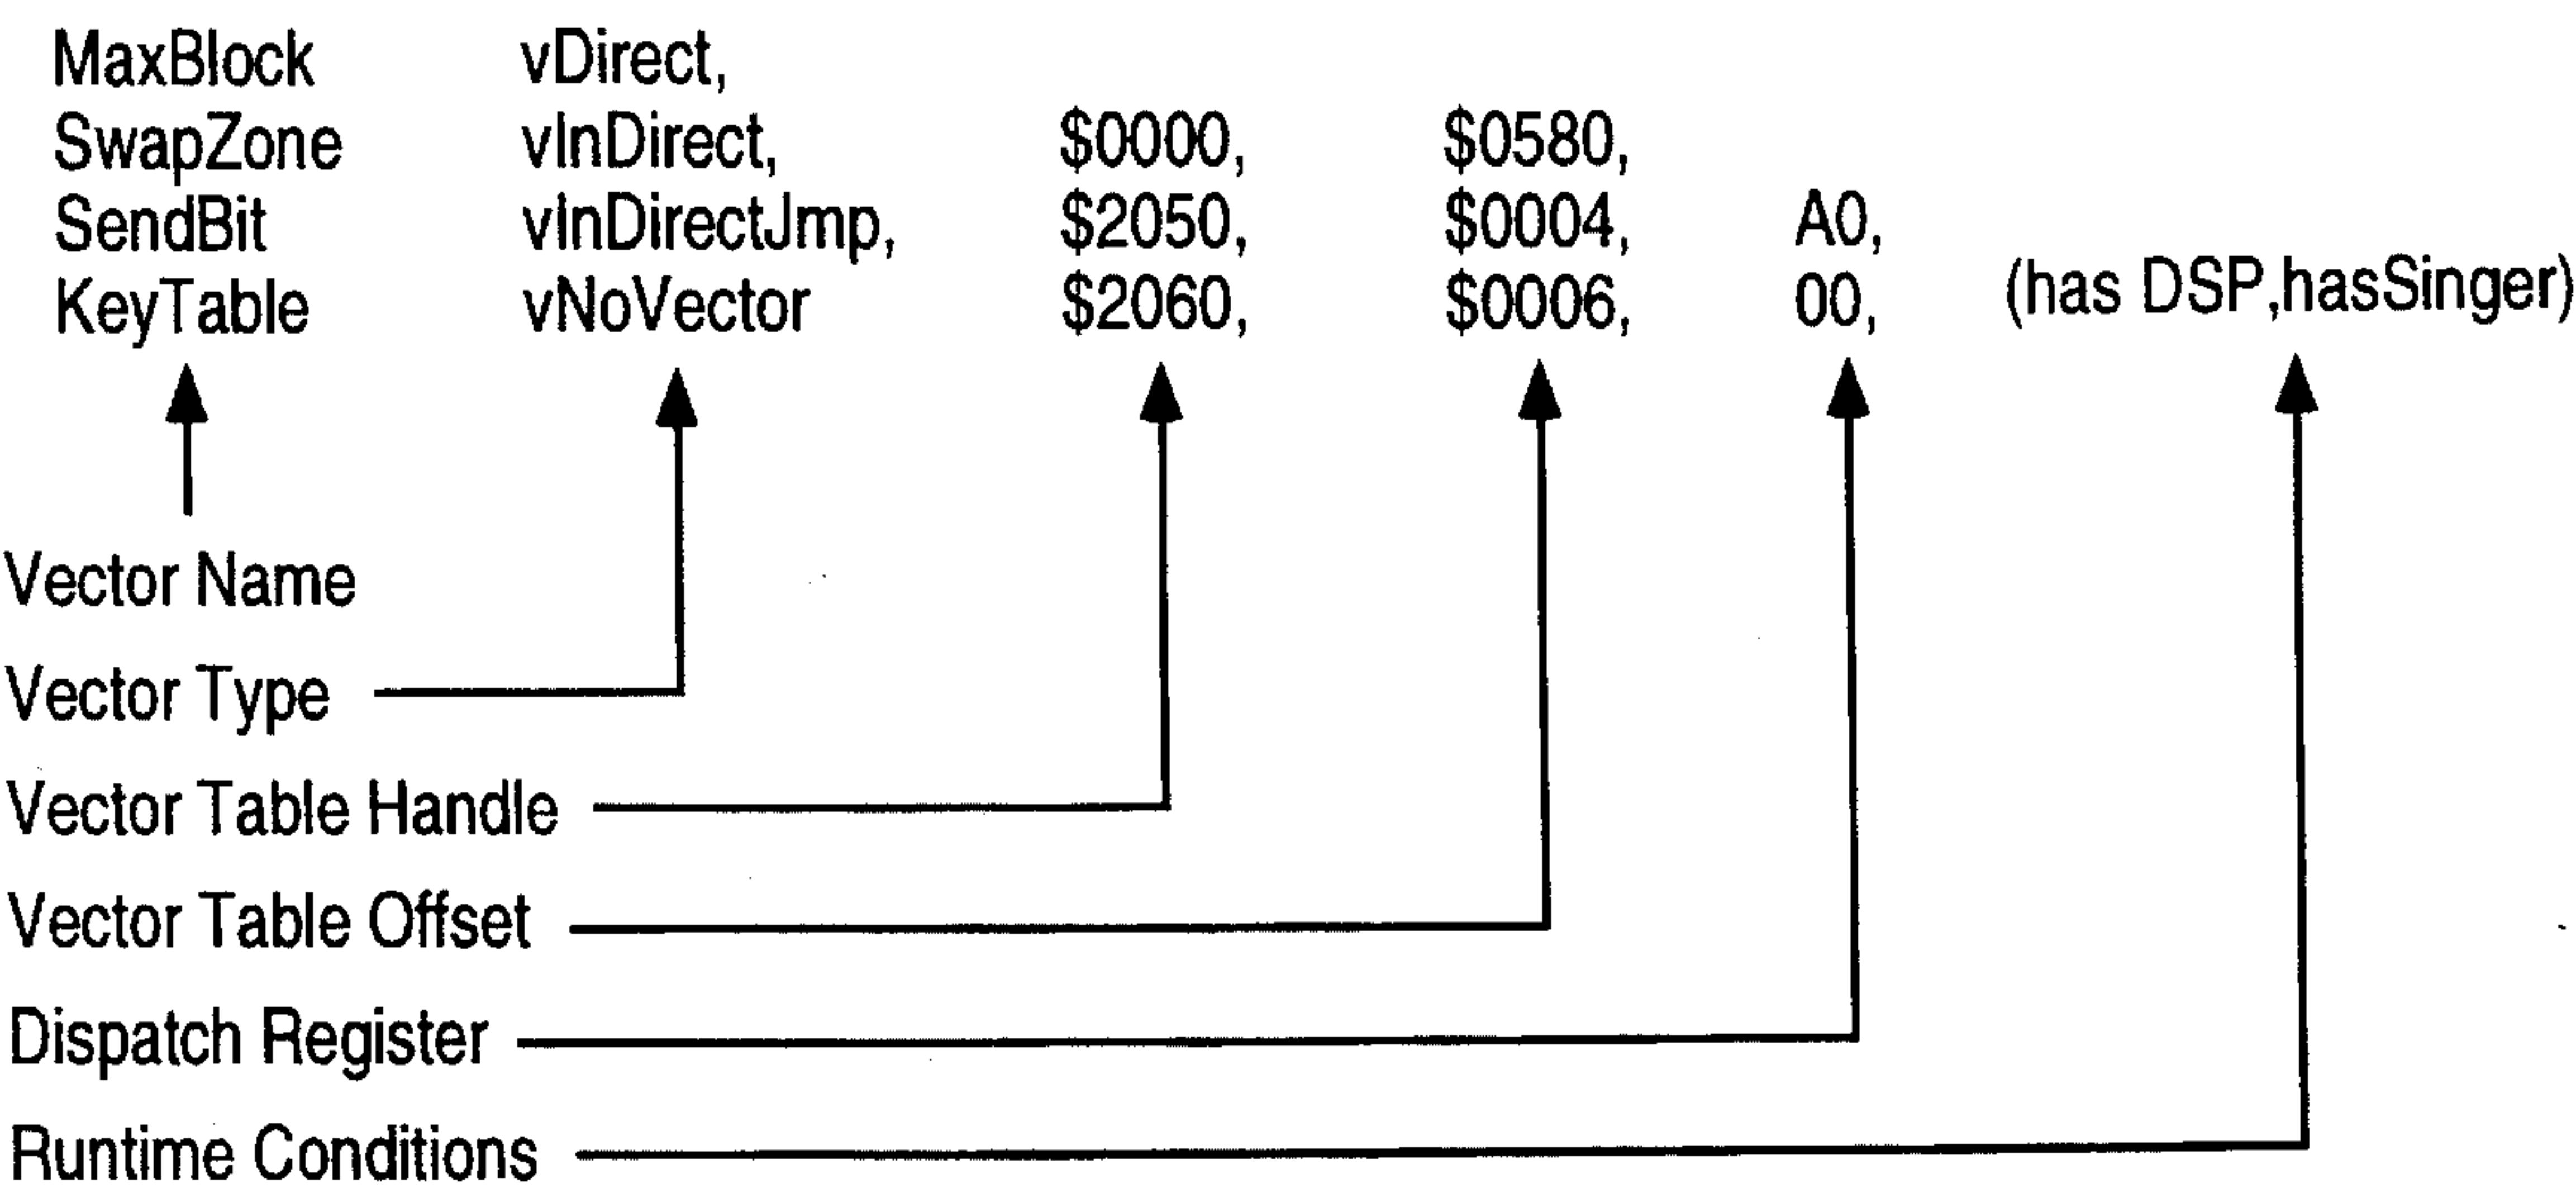 MaxBlock vDirect,
SwapZone vInDirect, $0000, $0580,
SendBit vInDirectJmp, $2050, $0004, A0,
KeyTable vNoVector $2060, $0006, 00, (has DSP,hasSinger)
Vector Name
Vector Type
Vector Table Handle
Vector Table Offset
Dispatch Register
Runtime Conditions